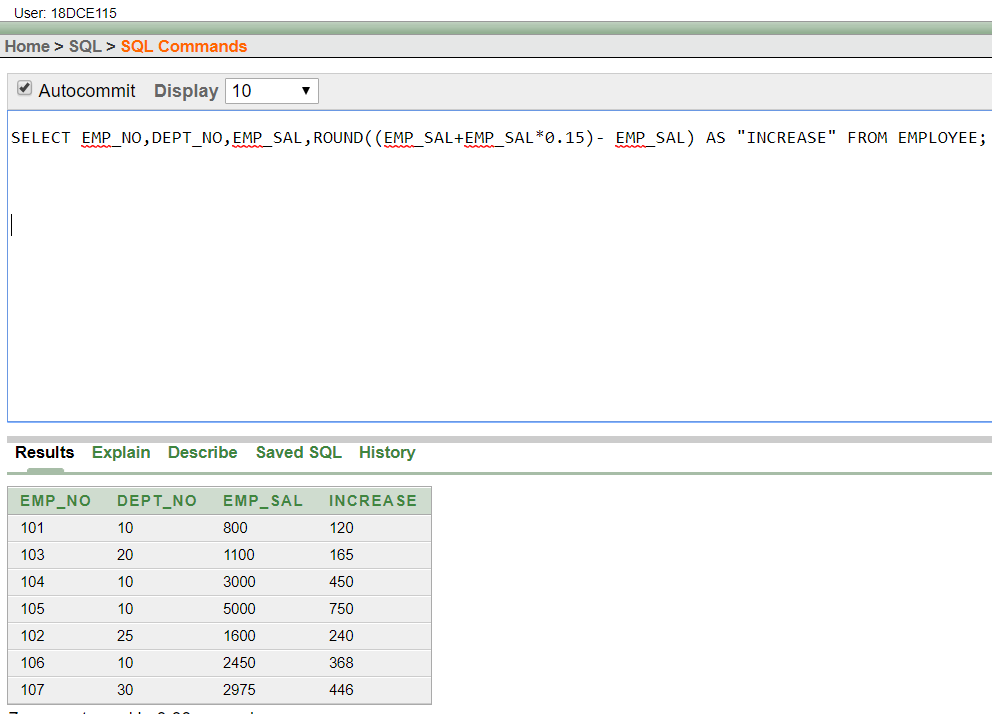 User: 18DCE115
Home > SQL > SQL Commands
Autocommit Display 10
SELECT EMP_NO,DEPT_NO,EMP_SAL,ROUND((EMP_SAL+EMP_SAL*0.15)- EMP_SAL) AS "INCREASE" FROM EMPLOYEE;
Results Explain Describe Saved SQL History
EMP_NO DEPT_NO EMP_SAL INCREASE
101 10 800 120
103 20 1100 165
104 10 3000 450
105 10 5000 750
102 25 1600 240
106 10 2450 368
107 30 2975 446